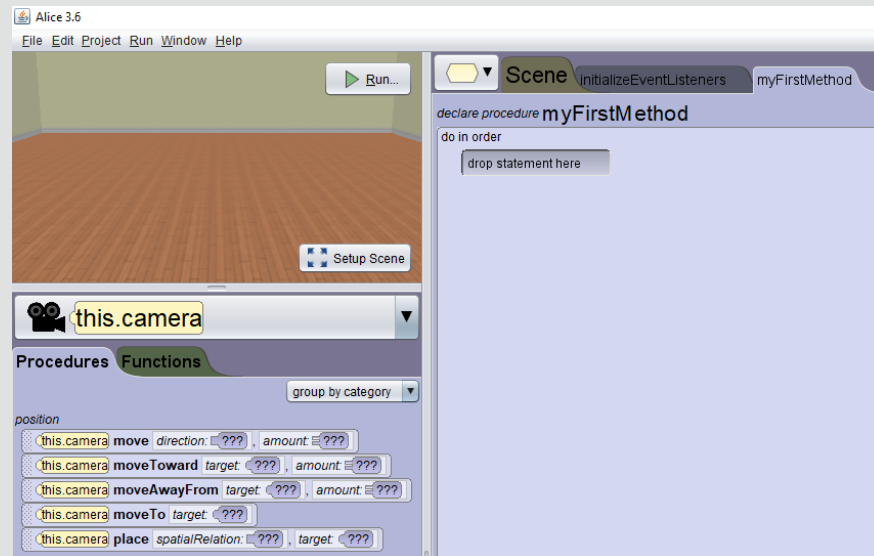 Alice 3.6
File Edit Project Run Window Help
Run...
Setup Scene
this.camera
Procedures Functions
group by category
position
this.camera move direction: ??? , amount: ???
this.camera moveToward target: ??? , amount: ???
this.camera moveAwayFrom target: ??? , amount: ???
this.camera moveTo target: ???
this.camera place spatialRelation: ??? , target: ???
Scene initializeEventListeners myFirstMethod
declare procedure myFirstMethod
do in order
drop statement here